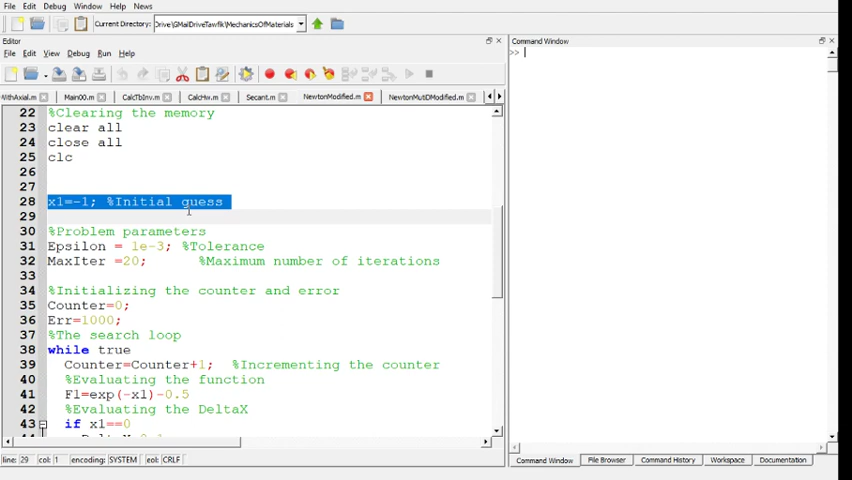 File Edit Debug Window Help News
Current Directory: Drive\GMailDriveTawfik\MechanicsOfMaterials
Editor
File Edit View Debug Run Help
WithAxial.m Main00.m CalcTbInv.m CalcHw.m Secant.m NewtonModified.m NewtonMutiDModified.m
22 %Clearing the memory
23 clear all
24 close all
25 clc
26
27
28 x1=-1; %Initial guess
29
30 %Problem parameters
31 Epsilon = 1e-3; %Tolerance
32 MaxIter =20; %Maximum number of iterations
33
34 %Initializing the counter and error
35 Counter=0;
36 Err=1000;
37 %The search loop
38 while true
39 Counter=Counter+1; %Incrementing the counter
40 %Evaluating the function
41 F1=exp(-x1)-0.5
42 %Evaluating the DeltaX
43 if x1==0
line: 29 col: 1 encoding: SYSTEM eol: CRLF
Command Window
>>
Command Window File Browser Command History Workspace Documentation